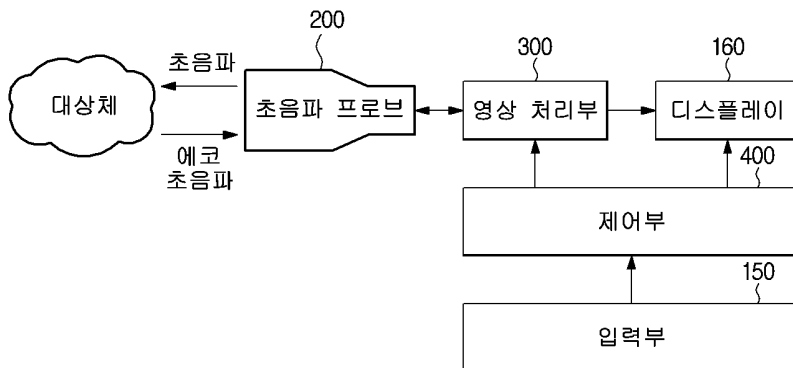 200
300
160
초음파
대상체
초음파 프로브
영상 처리부
디스플레이
에코
초음파
400
제어부
150
입력부